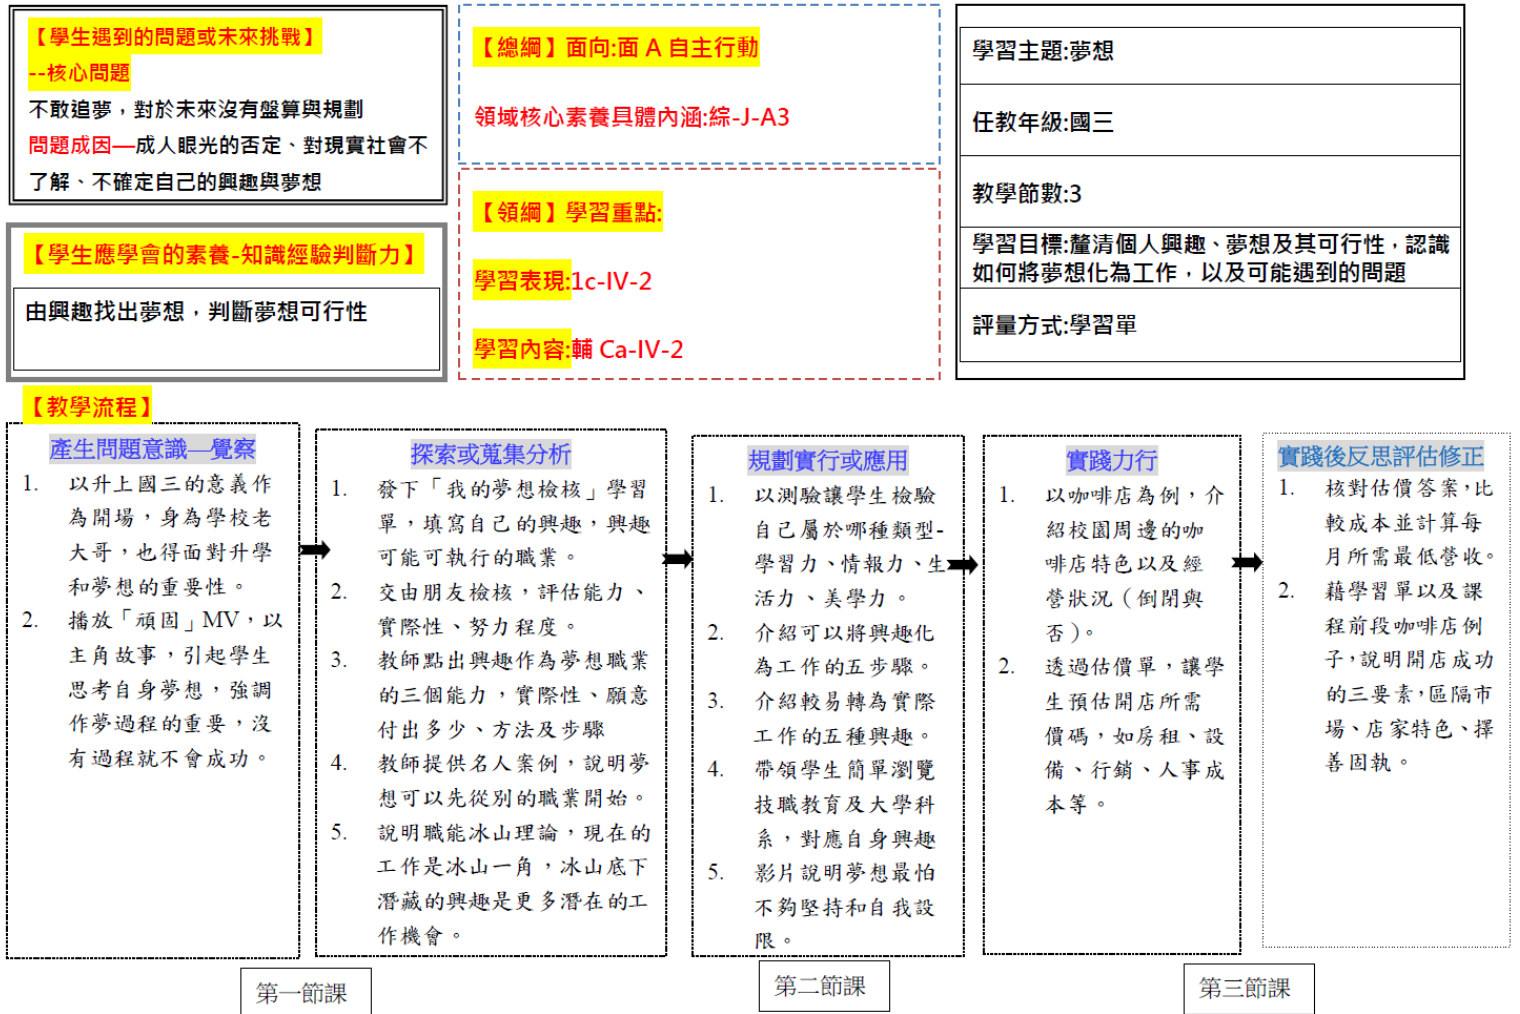 【學生遇到的問題或未來挑戰】
--核心問題
不敢追夢，對於未來沒有盤算與規劃
問題成因—成人眼光的否定、對現實社會不
了解、不確定自己的興趣與夢想
【學生應學會的素養-知識經驗判斷力】
由興趣找出夢想，判斷夢想可行性
【總綱】面向:面 A 自主行動
領域核心素養具體內涵:綜-J-A3
【領綱】學習重點:
學習表現:1c-IV-2
學習內容:輔 Ca-IV-2
學習主題:夢想
任教年級:國三
教學節數:3
學習目標:釐清個人興趣、夢想及其可行性，認識
如何將夢想化為工作，以及可能遇到的問題
評量方式:學習單
【教學流程】
產生問題意識—覺察
1. 以升上國三的意義作
為開場，身為學校老
大哥，也得面對升學
和夢想的重要性。
2. 播放「頑固」MV，以
主角故事，引起學生
思考自身夢想，強調
作夢過程的重要，沒
有過程就不會成功。
探索或蒐集分析
1. 發下「我的夢想檢核」學習
單，填寫自己的興趣，興趣
可能可執行的職業。
2. 交由朋友檢核，評估能力、
實際性、努力程度。
3. 教師點出興趣作為夢想職業
的三個能力，實際性、願意
付出多少、方法及步驟
4. 教師提供名人案例，說明夢
想可以先從別的職業開始。
5. 說明職能冰山理論，現在的
工作是冰山一角，冰山底下
潛藏的興趣是更多潛在的工
作機會。
規劃實行或應用
1. 以測驗讓學生檢驗
自己屬於哪種類型-
學習力、情報力、生
活力、美學力。
2. 介紹可以將興趣化
為工作的五步驟。
3. 介紹較易轉為實際
工作的五種興趣。
4. 帶領學生簡單瀏覽
技職教育及大學科
系，對應自身興趣
5. 影片說明夢想最怕
不夠堅持和自我設
限。
實踐力行
1. 以咖啡店為例，介
紹校園周邊的咖
啡店特色以及經
營狀況（倒閉與
否）。
2. 透過估價單，讓學
生預估開店所需
價碼，如房租、設
備、行銷、人事成
本等。
實踐後反思評估修正
1. 核對估價答案，比
較成本並計算每
月所需最低營收。
2. 藉學習單以及課
程前段咖啡店例
子，說明開店成功
的三要素，區隔市
場、店家特色、擇
善固執。
第一節課
第二節課
第三節課